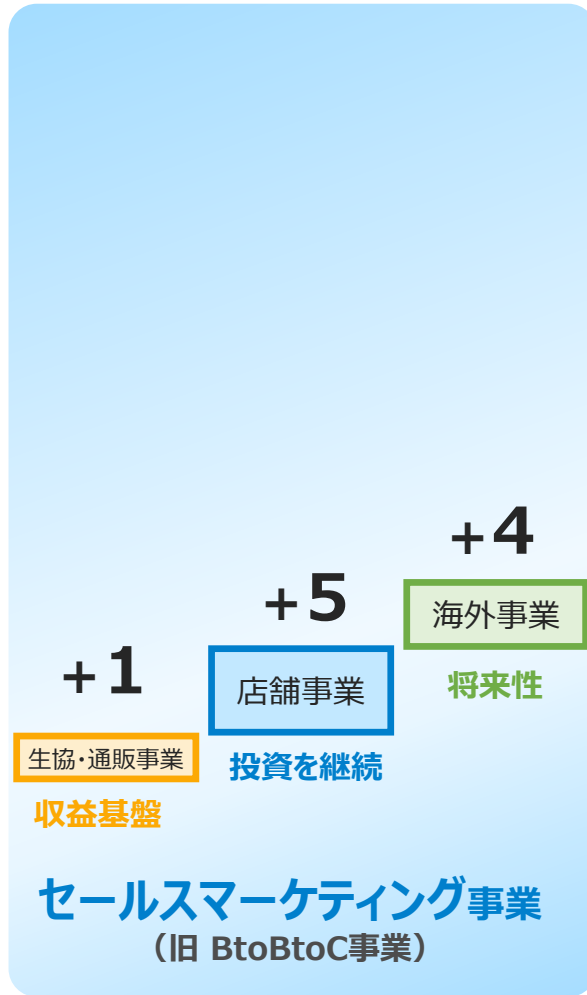 +4
海外事業
将来性
+5
店舗事業
投資を継続
+1
生協・通販事業
収益基盤
セールスマーケティング事業
（旧 BtoBtoC事業）